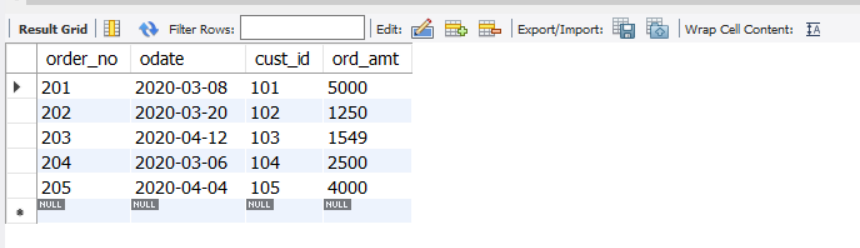 Result Grid Filter Rows: Edit: Export/Import: Wrap Cell Content: IA
order_no odate cust_id ord_amt
201 2020-03-08 101 5000
202 2020-03-20 102 1250
203 2020-04-12 103 1549
204 2020-03-06 104 2500
205 2020-04-04 105 4000
NULL NULL NULL NULL